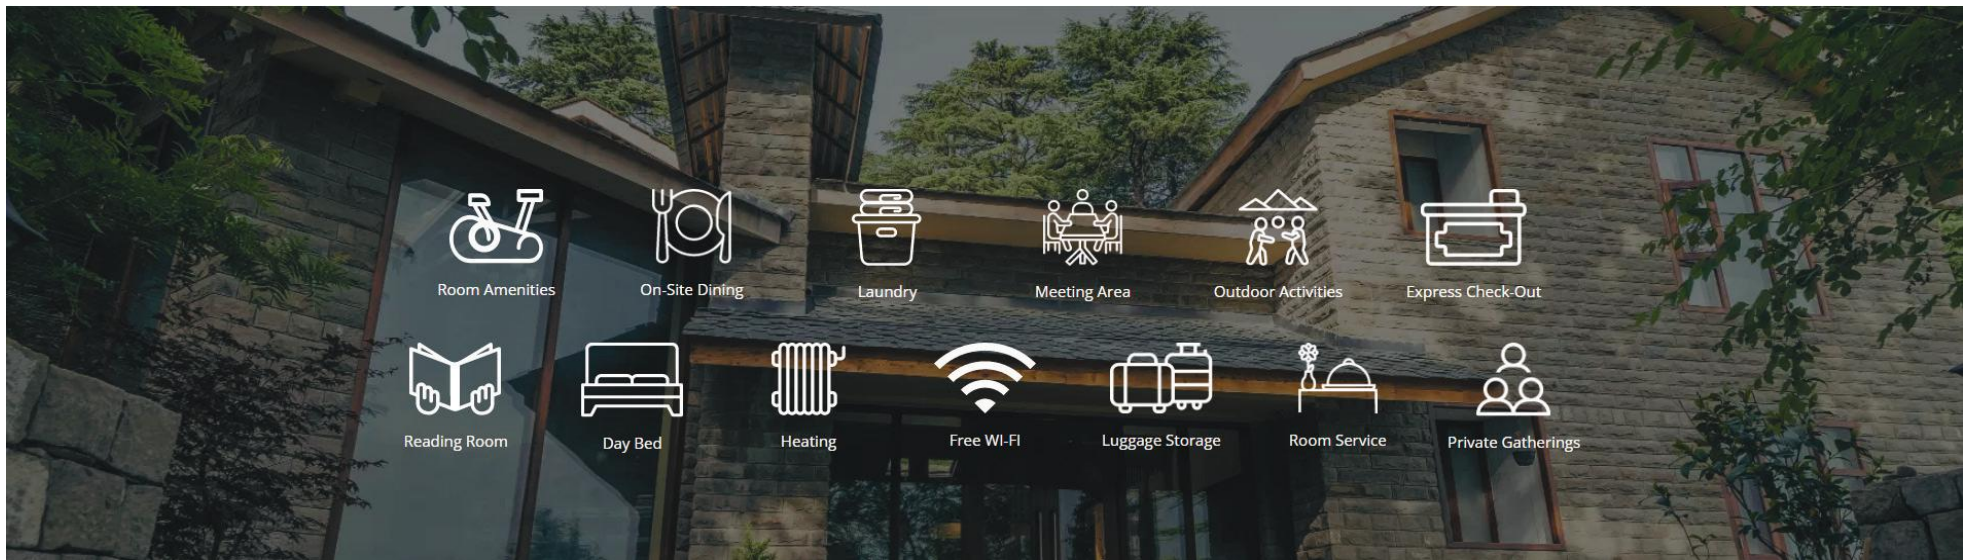 Room Amenities
On-Site Dining
Laundry
Meeting Area
Outdoor Activities
Express Check-Out
Reading Room
Day Bed
Heating
Free WI-FI
Luggage Storage
Room Service
Private Gatherings